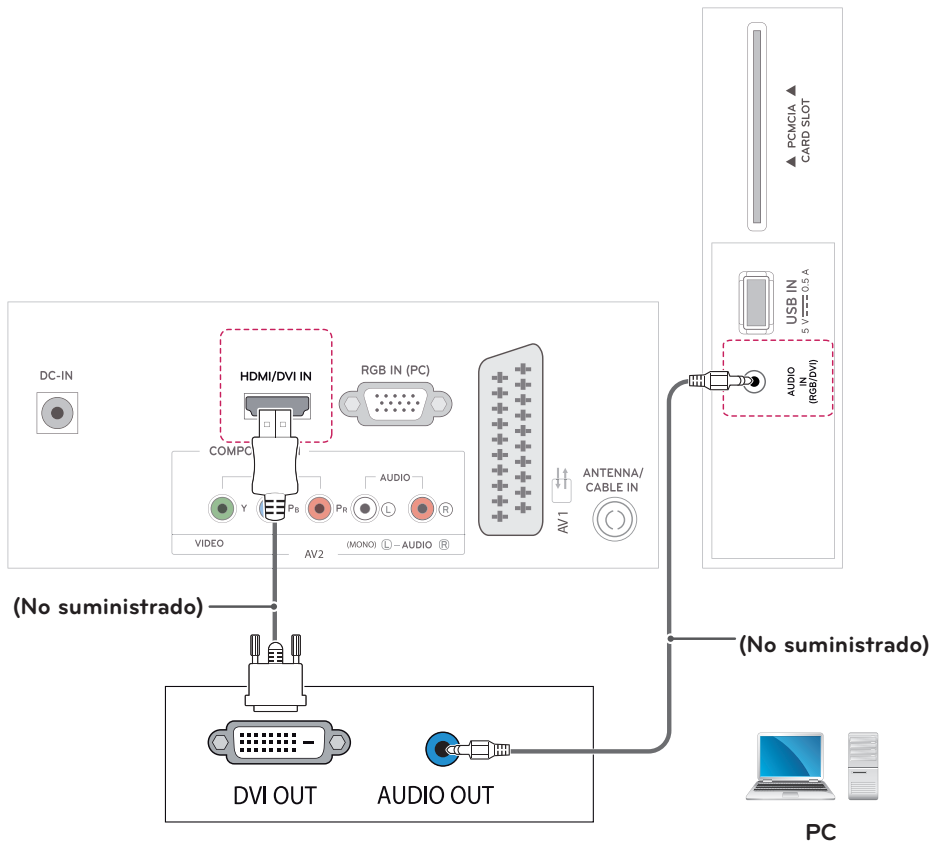 ▲ PCMCIA ▲
CARD SLOT
USB IN
5 V 0.5 A
AUDIO
IN
(RGB/DVI)
DC-IN
HDMI/DVI IN
RGB IN (PC)
COMPO
N
AUDIO
Y
PB
PR
L
R
VIDEO
(MONO) L – AUDIO R
AV2
AV1
ANTENNA/
CABLE IN
(No suministrado)
(No suministrado)
DVI OUT
AUDIO OUT
PC